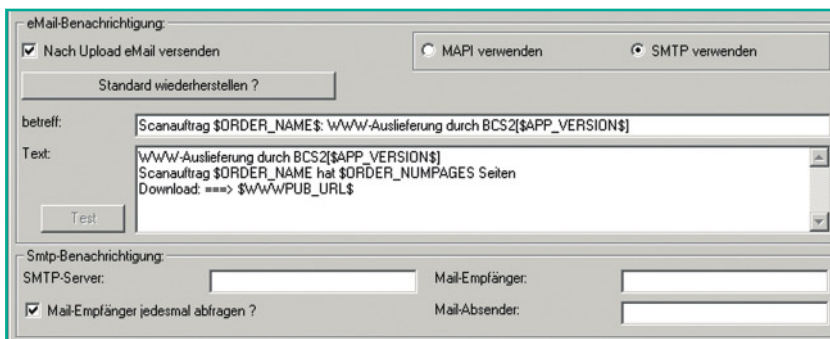 eMail-Benachrichtigung:
Nach Upload eMail versenden
MAPI verwenden
SMTP verwenden
Standard wiederherstellen ?
betreff:
Scanauftrag $ORDER_NAME$: WWW-Auslieferung durch BCS2[$APP_VERSION$]
Text:
WWW-Auslieferung durch BCS2[$APP_VERSION$]
Scanauftrag $ORDER_NAME hat $ORDER_NUMPAGES Seiten
Download: ===> $WWWPUB_URL$
Test
Smtp-Benachrichtigung:
SMTP-Server:
Mail-Empfänger:
Mail-Empfänger jedesmal abfragen ?
Mail-Absender: